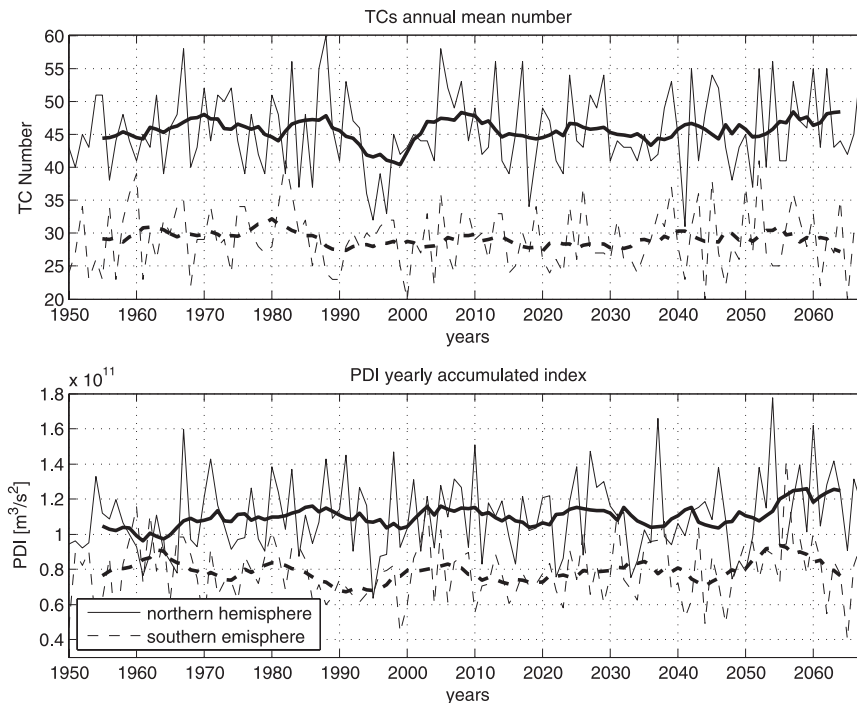 TCs annual mean number
60
55
50
45
40
35
30
25
20
TC Number
1950 1960 1970 1980 1990 2000 2010 2020 2030 2040 2050 2060
years
x 10^11
PDI yearly accumulated index
1.8
1.6
1.4
1.2
1
0.8
0.6
0.4
PDI [m^3/s^2]
northern hemisphere
southern emisphere
1950 1960 1970 1980 1990 2000 2010 2020 2030 2040 2050 2060
years